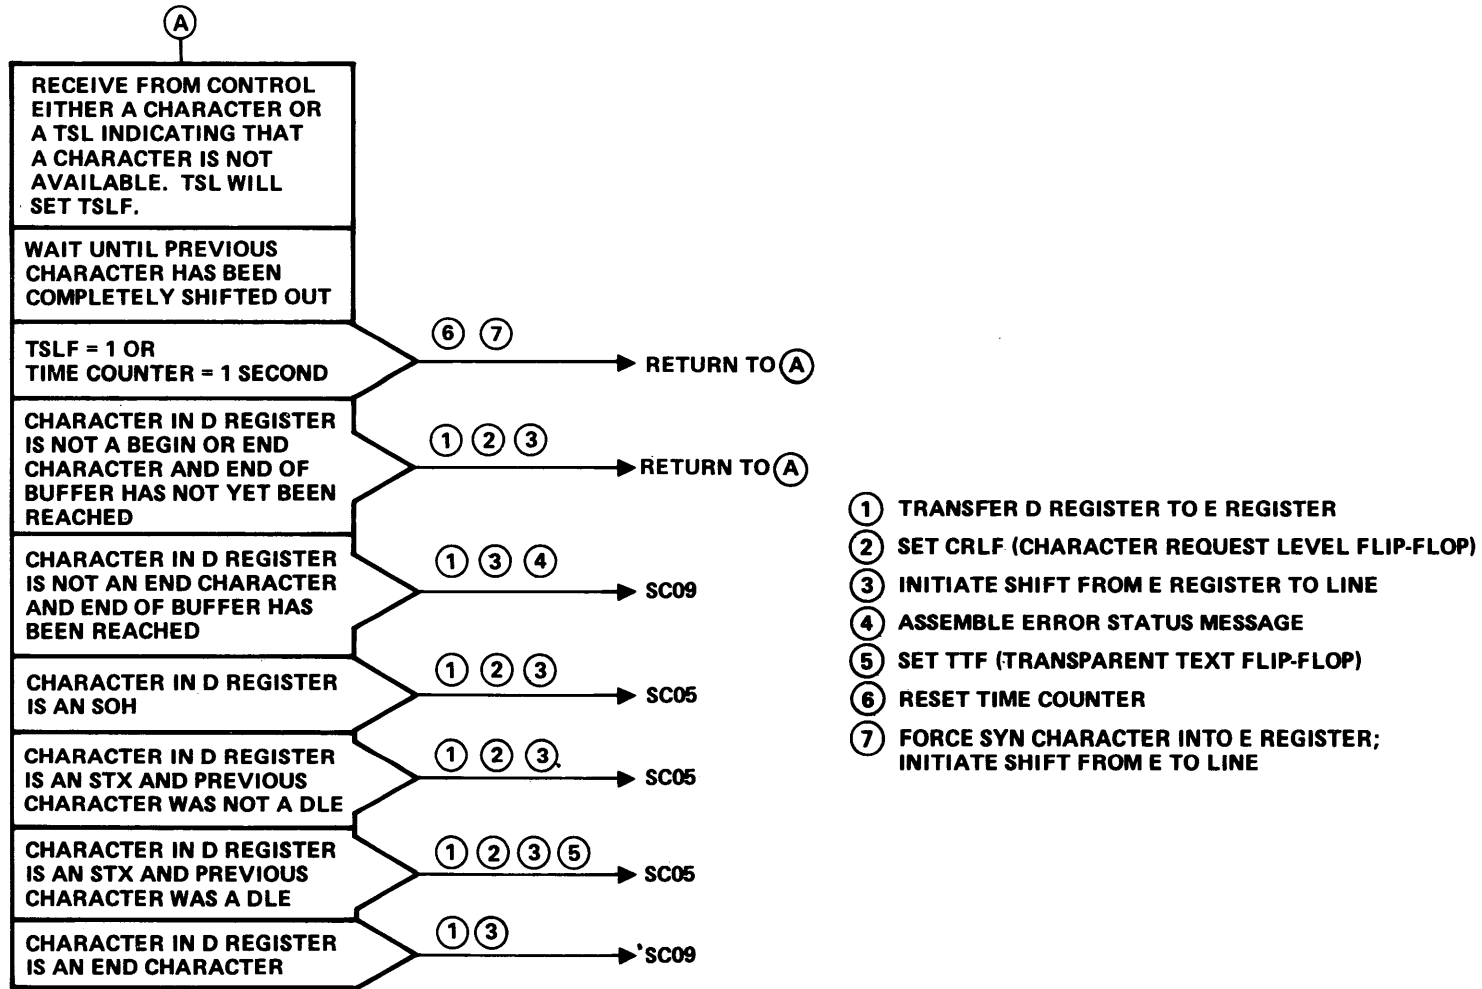 A
RECEIVE FROM CONTROL
EITHER A CHARACTER OR
A TSL INDICATING THAT
A CHARACTER IS NOT
AVAILABLE. TSL WILL
SET TSLF.
WAIT UNTIL PREVIOUS
CHARACTER HAS BEEN
COMPLETELY SHIFTED OUT
TSLF = 1 OR
TIME COUNTER = 1 SECOND
6 7
RETURN TO A
CHARACTER IN D REGISTER
IS NOT A BEGIN OR END
CHARACTER AND END OF
BUFFER HAS NOT YET BEEN
REACHED
1 2 3
RETURN TO A
CHARACTER IN D REGISTER
IS NOT AN END CHARACTER
AND END OF BUFFER HAS
BEEN REACHED
1 3 4
SC09
CHARACTER IN D REGISTER
IS AN SOH
1 2 3
SC05
CHARACTER IN D REGISTER
IS AN STX AND PREVIOUS
CHARACTER WAS NOT A DLE
1 2 3
SC05
CHARACTER IN D REGISTER
IS AN STX AND PREVIOUS
CHARACTER WAS A DLE
1 2 3 5
SC05
CHARACTER IN D REGISTER
IS AN END CHARACTER
1 3
SC09
1 TRANSFER D REGISTER TO E REGISTER
2 SET CRLF (CHARACTER REQUEST LEVEL FLIP-FLOP)
3 INITIATE SHIFT FROM E REGISTER TO LINE
4 ASSEMBLE ERROR STATUS MESSAGE
5 SET TTF (TRANSPARENT TEXT FLIP-FLOP)
6 RESET TIME COUNTER
7 FORCE SYN CHARACTER INTO E REGISTER;
INITIATE SHIFT FROM E TO LINE